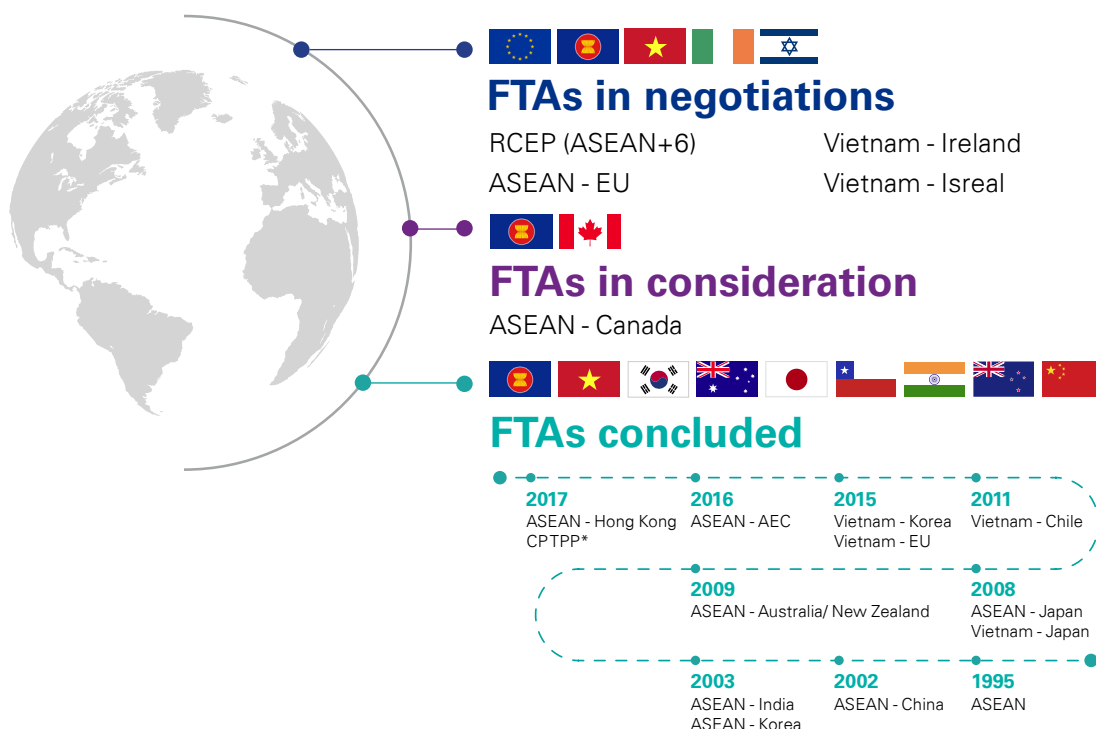 FTAs in negotiations
RCEP (ASEAN+6)
Vietnam - Ireland
ASEAN - EU
Vietnam - Isreal
FTAs in consideration
ASEAN - Canada
FTAs concluded
2017
ASEAN - Hong Kong
CPTPP*
2016
ASEAN - AEC
2015
Vietnam - Korea
Vietnam - EU
2011
Vietnam - Chile
2009
ASEAN - Australia/ New Zealand
2008
ASEAN - Japan
Vietnam - Japan
2003
ASEAN - India
ASEAN - Korea
2002
ASEAN - China
1995
ASEAN